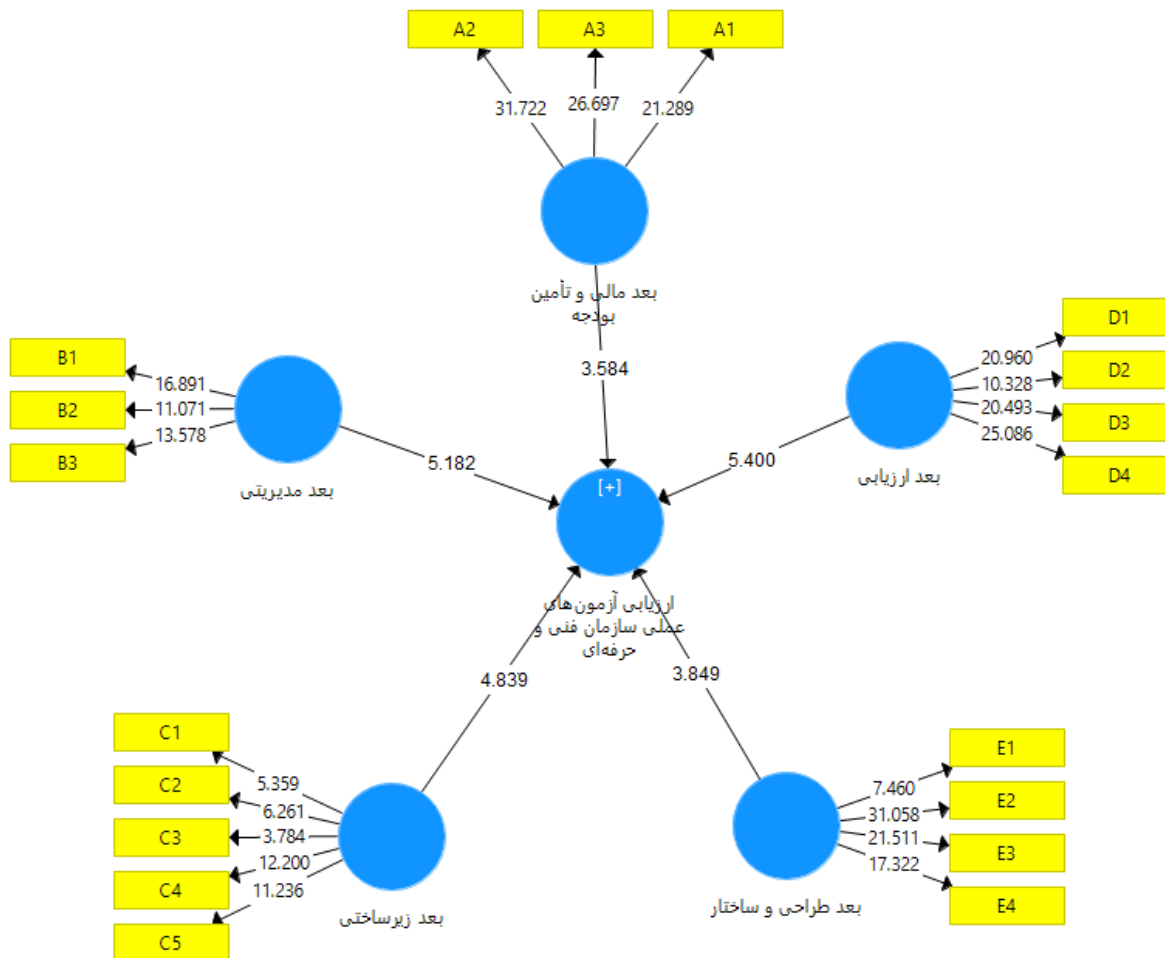 A2
A3
A1
31.722
26.697
21.289
بعد مالی و تأمین
بودجه
3.584
B1
B2
B3
16.891
11.071
13.578
بعد مدیریتی
5.182
D1
D2
D3
D4
20.960
10.328
20.493
25.086
بعد ارزیابی
5.400
[+]
ارزیابی آزمون‌های
عملی سازمان فنی و
حرفه‌ای
4.839
3.849
C1
C2
C3
C4
C5
5.359
6.261
3.784
12.200
11.236
بعد زیرساختی
E1
E2
E3
E4
7.460
31.058
21.511
17.322
بعد طراحی و ساختار